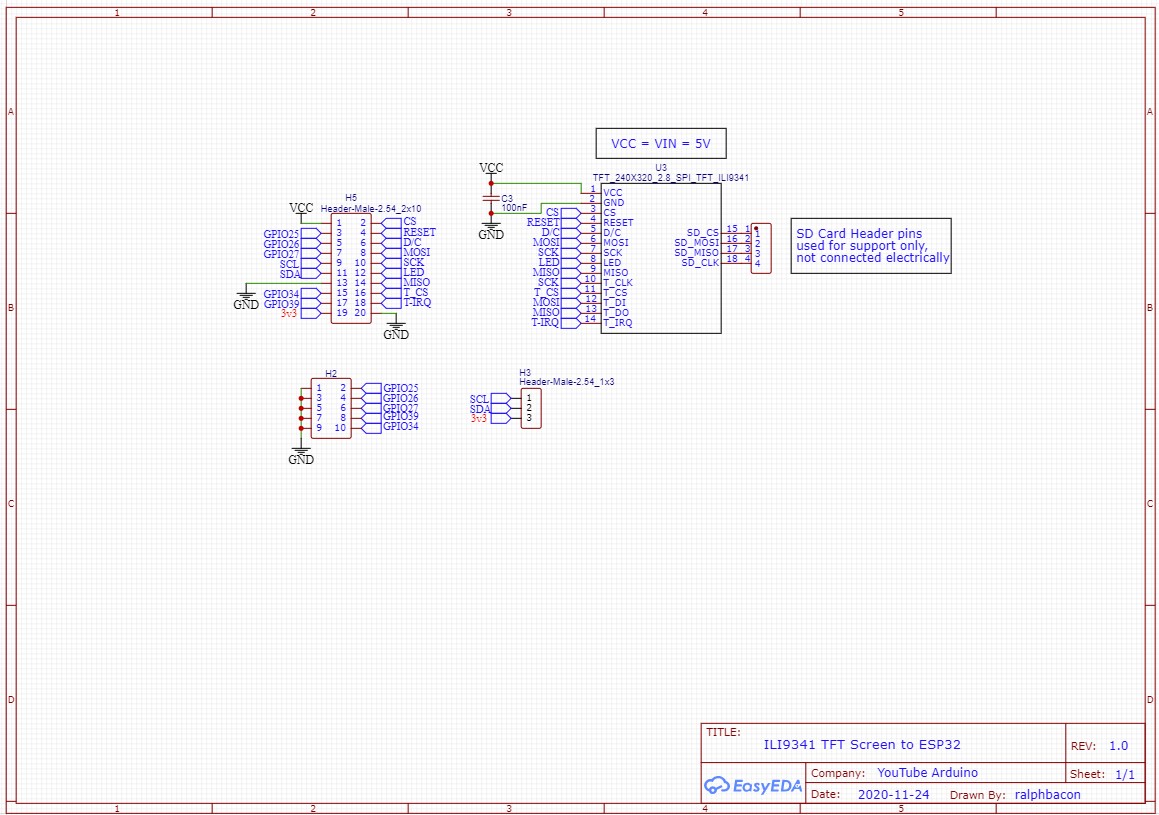 1 2 3 4 5
A A
VCC = VIN = 5V
VCC
U3
TFT_240X320_2.8_SPI_TFT_ILI9341
H5
Header-Male-2.54_2x10
VCC
C3
100nF
GND
1 2 CS
GPIO25 3 4 RESET
GPIO26 5 6 D/C
GPIO27 7 8 MOSI
SCL 9 10 SCK
SDA 11 12 LED
13 14 MISO
GND
GPIO34 15 16 T_CS
GPIO39 17 18 T-IRQ
3v3 19 20
GND
1 VCC
2 GND
CS 3 CS
RESET 4 RESET
D/C 5 D/C
MOSI 6 MOSI
SCK 7 SCK
LED 8 LED
MISO 9 MISO
SCK 10 T_CLK
T_CS 11 T_CS
MOSI 12 T_DI
MISO 13 T_DO
T-IRQ 14 T_IRQ
SD_CS 15 1 1
SD_MOSI 16 2 2
SD_MISO 17 3 3
SD_CLK 18 4 4
SD Card Header pins
used for support only,
not connected electrically
B B
H2
1 2 GPIO25
3 4 GPIO26
5 6 GPIO27
7 8 GPIO39
9 10 GPIO34
GND
H3
Header-Male-2.54_1x3
SCL 1
SDA 2
3v3 3
C C
D D
TITLE:
ILI9341 TFT Screen to ESP32
REV: 1.0
EasyEDA
Company: YouTube Arduino
Sheet: 1/1
Date: 2020-11-24 Drawn By: ralphbacon
1 2 3 4 5